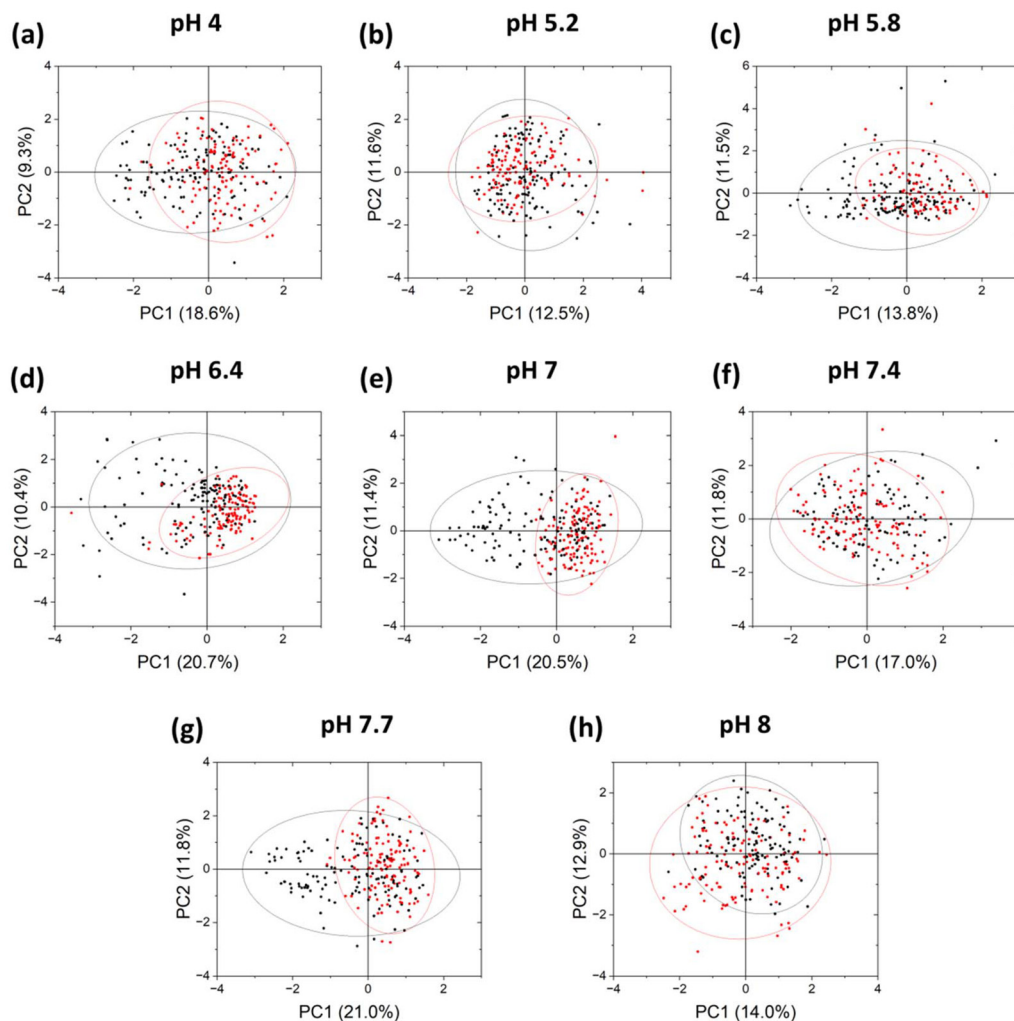 (a) pH 4
4
2
0
−2
−4
PC2 (9.3%)
−4 −2 0 2
PC1 (18.6%)
(b) pH 5.2
4
2
0
−2
−4
PC2 (11.6%)
−4 −2 0 2 4
PC1 (12.5%)
(c) pH 5.8
6
4
2
0
−2
−4
PC2 (11.5%)
−4 −2 0 2
PC1 (13.8%)
(d) pH 6.4
4
2
0
−2
−4
PC2 (10.4%)
−4 −2 0 2
PC1 (20.7%)
(e) pH 7
4
2
0
−2
−4
PC2 (11.4%)
−4 −2 0 2
PC1 (20.5%)
(f) pH 7.4
4
2
0
−2
−4
PC2 (11.8%)
−2 0 2 4
PC1 (17.0%)
(g) pH 7.7
4
2
0
−2
−4
PC2 (11.8%)
−4 −2 0 2
PC1 (21.0%)
(h) pH 8
2
0
−2
−4
PC2 (12.9%)
−4 −2 0 2 4
PC1 (14.0%)